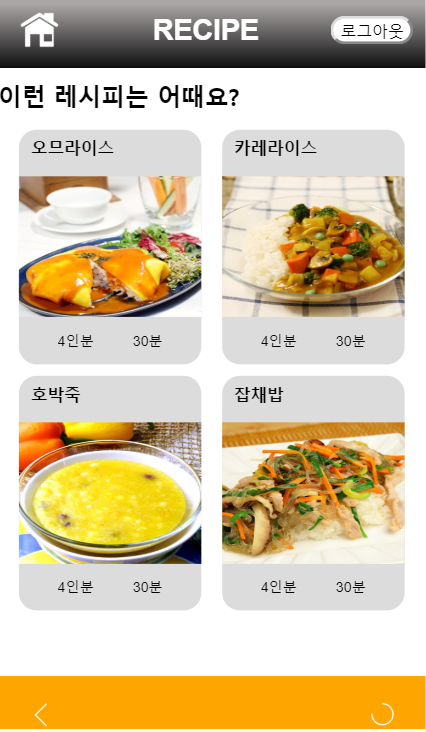 RECIPE
로그아웃
이런 레시피는 어때요?
오므라이스
카레라이스
4인분 30분
4인분 30분
호박죽
잡채밥
4인분 30분
4인분 30분